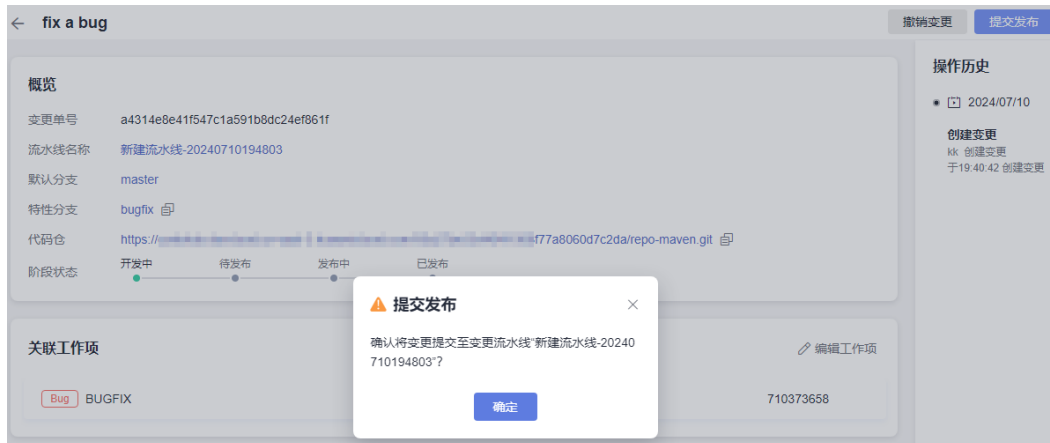 fix a bug
撤销变更
提交发布
概览
变更单号 a4314e8e41f547c1a591b8dc24ef861f
流水线名称 新建流水线-20240710194803
默认分支 master
特性分支 bugfix
代码仓 https:// f77a8060d7c2da/repo-maven.git
阶段状态 开发中 待发布 发布中 已发布
关联工作项
编辑工作项
Bug BUGFIX
710373658
提交发布
确认将变更提交至变更流水线“新建流水线-20240
710194803”?
确定
操作历史
2024/07/10
创建变更
kk 创建变更
于19:40:42 创建变更